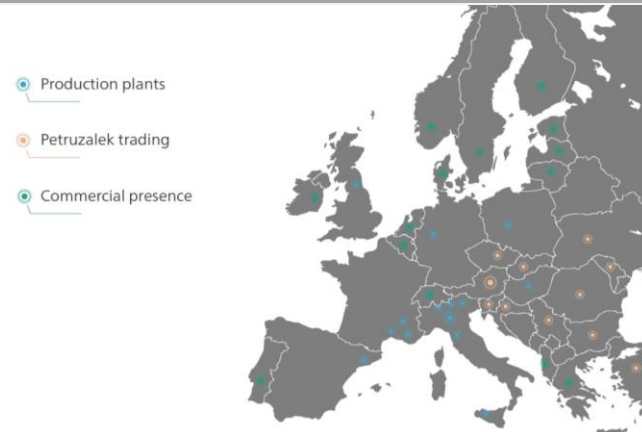 Production plants
Petruzalek trading
Commercial presence